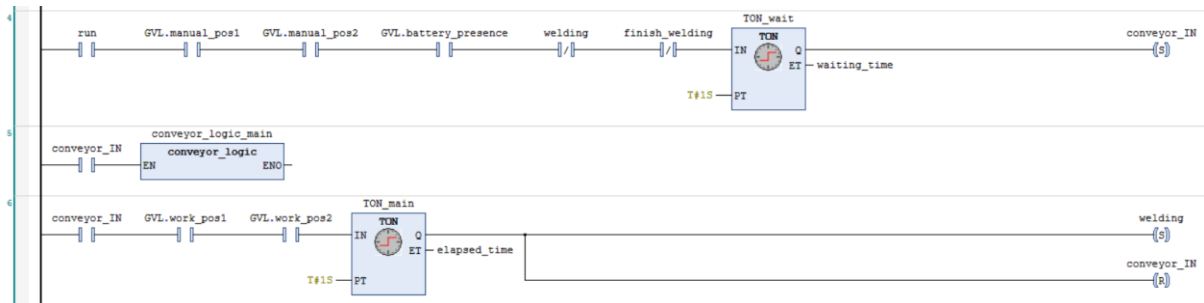 4
TON_wait
run GVL.manual_pos1 GVL.manual_pos2 GVL.battery_presence welding finish_welding TON conveyor_IN
IN Q (S)
ET waiting_time
T#1S PT
5
conveyor_logic_main
conveyor_IN conveyor_logic
EN ENO
6
TON_main
conveyor_IN GVL.work_pos1 GVL.work_pos2 TON welding
IN Q (S)
ET elapsed_time
conveyor_IN
T#1S PT (R)